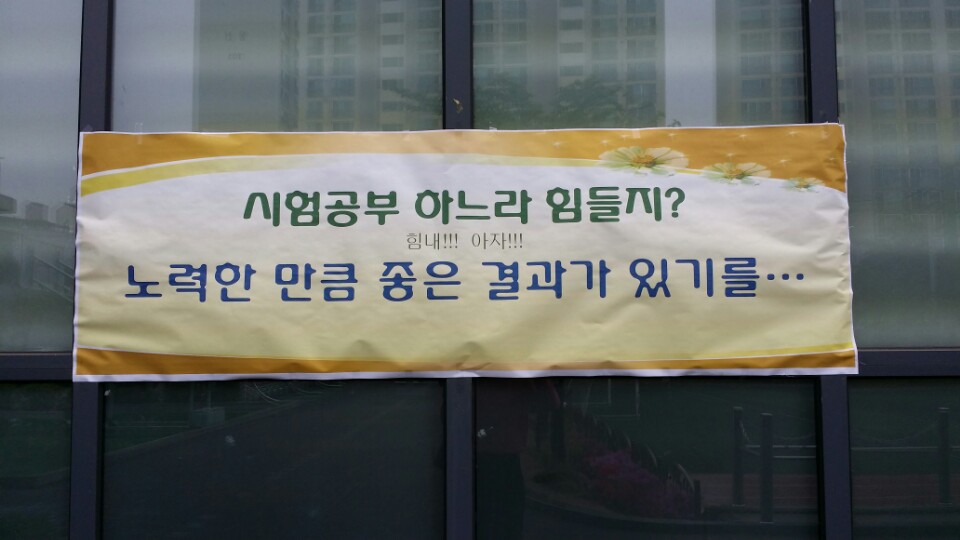 시험공부 하느라 힘들지?
힘내!!! 아자!!!
노력한 만큼 좋은 결과가 있기를…